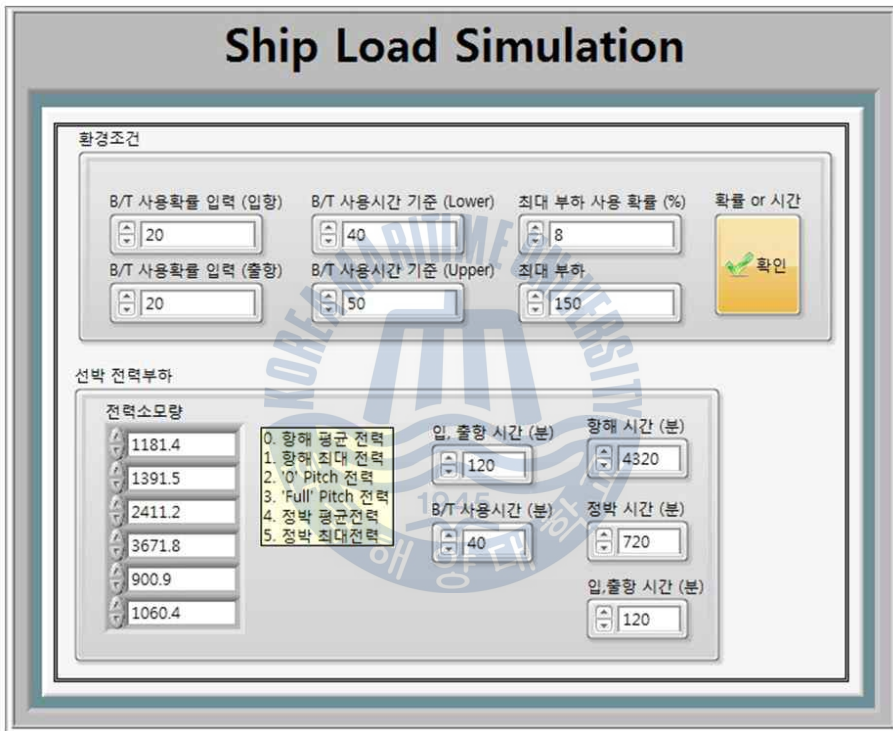 Ship Load Simulation
환경조건
B/T 사용확률 입력 (입항) B/T 사용시간 기준 (Lower) 최대 부하 사용 확률 (%) 확률 or 시간
20 40 8
확인
B/T 사용확률 입력 (출항) B/T 사용시간 기준 (Upper) 최대 부하
20 50 150
선박 전력부하
전력소모량
1181.4
1391.5
2411.2
3671.8
900.9
1060.4
0. 항해 평균 전력
1. 항해 최대 전력
2. '0' Pitch 전력
3. 'Full' Pitch 전력
4. 정박 평균전력
5. 정박 최대전력
입, 출항 시간 (분)
120
B/T 사용시간 (분)
40
항해 시간 (분)
4320
정박 시간 (분)
720
입,출항 시간 (분)
120
KOREA MARITIME UNIVERSITY
1945
해양대학